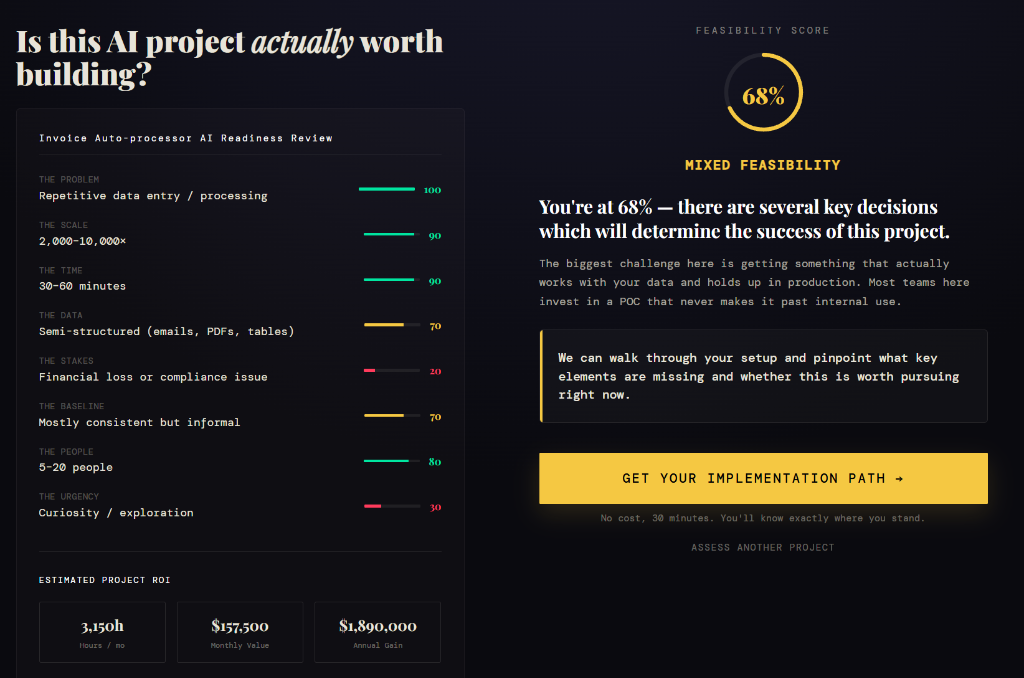 Is this AI project actually worth
building?
Invoice Auto-processor AI Readiness Review
THE PROBLEM
Repetitive data entry / processing
100
THE SCALE
2,000–10,000×
90
THE TIME
30–60 minutes
90
THE DATA
Semi-structured (emails, PDFs, tables)
70
THE STAKES
Financial loss or compliance issue
20
THE BASELINE
Mostly consistent but informal
70
THE PEOPLE
5–20 people
80
THE URGENCY
Curiosity / exploration
30
ESTIMATED PROJECT ROI
3,150h
Hours / mo
$157,500
Monthly Value
$1,890,000
Annual Gain
FEASIBILITY SCORE
68%
MIXED FEASIBILITY
You're at 68% — there are several key decisions
which will determine the success of this project.
The biggest challenge here is getting something that actually
works with your data and holds up in production. Most teams here
invest in a POC that never makes it past internal use.
We can walk through your setup and pinpoint what key
elements are missing and whether this is worth pursuing
right now.
GET YOUR IMPLEMENTATION PATH →
No cost, 30 minutes. You'll know exactly where you stand.
ASSESS ANOTHER PROJECT